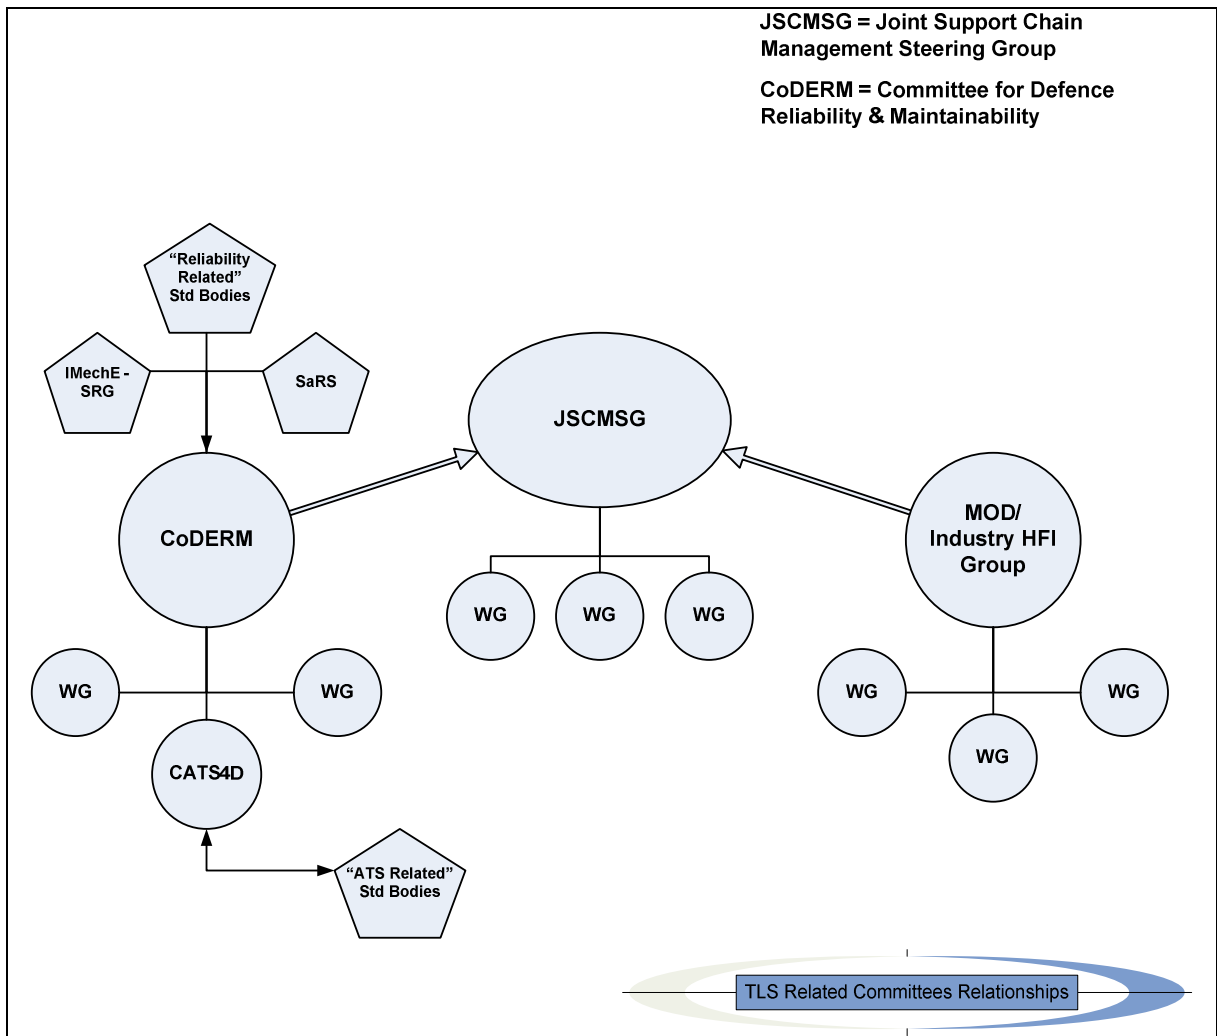 JSCMSG = Joint Support Chain
Management Steering Group
CoDERM = Committee for Defence
Reliability & Maintainability
“Reliability
Related”
Std Bodies
IMechE -
SRG
SaRS
JSCMSG
CoDERM
MOD/
Industry HFI
Group
WG
WG
WG
WG
WG
WG
WG
WG
CATS4D
“ATS Related”
Std Bodies
TLS Related Committees Relationships